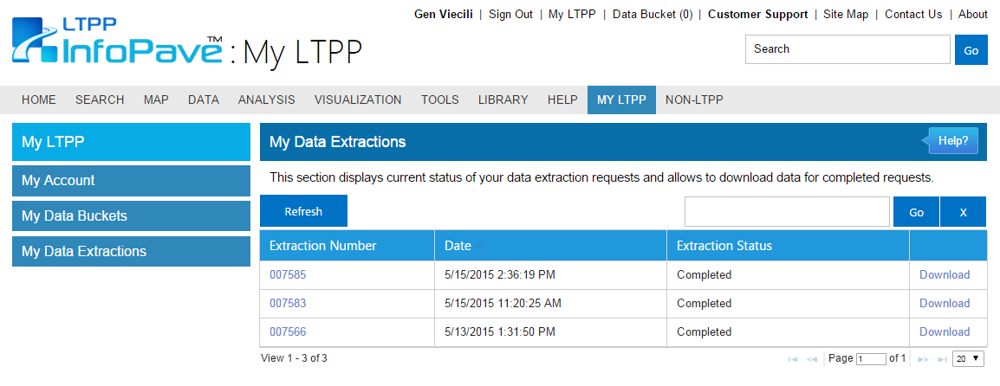 Gen Viecili | Sign Out | My LTPP | Data Bucket (0) | Customer Support | Site Map | Contact Us | About
LTPP
InfoPave™ : My LTPP
Search Go
HOME SEARCH MAP DATA ANALYSIS VISUALIZATION TOOLS LIBRARY HELP MY LTPP NON-LTPP
My LTPP
My Account
My Data Buckets
My Data Extractions
My Data Extractions Help?
This section displays current status of your data extraction requests and allows to download data for completed requests.
Refresh Go X
Extraction Number Date Extraction Status
007585 5/15/2015 2:36:19 PM Completed Download
007583 5/15/2015 11:20:25 AM Completed Download
007566 5/13/2015 1:31:50 PM Completed Download
View 1 - 3 of 3 Page 1 of 1 20